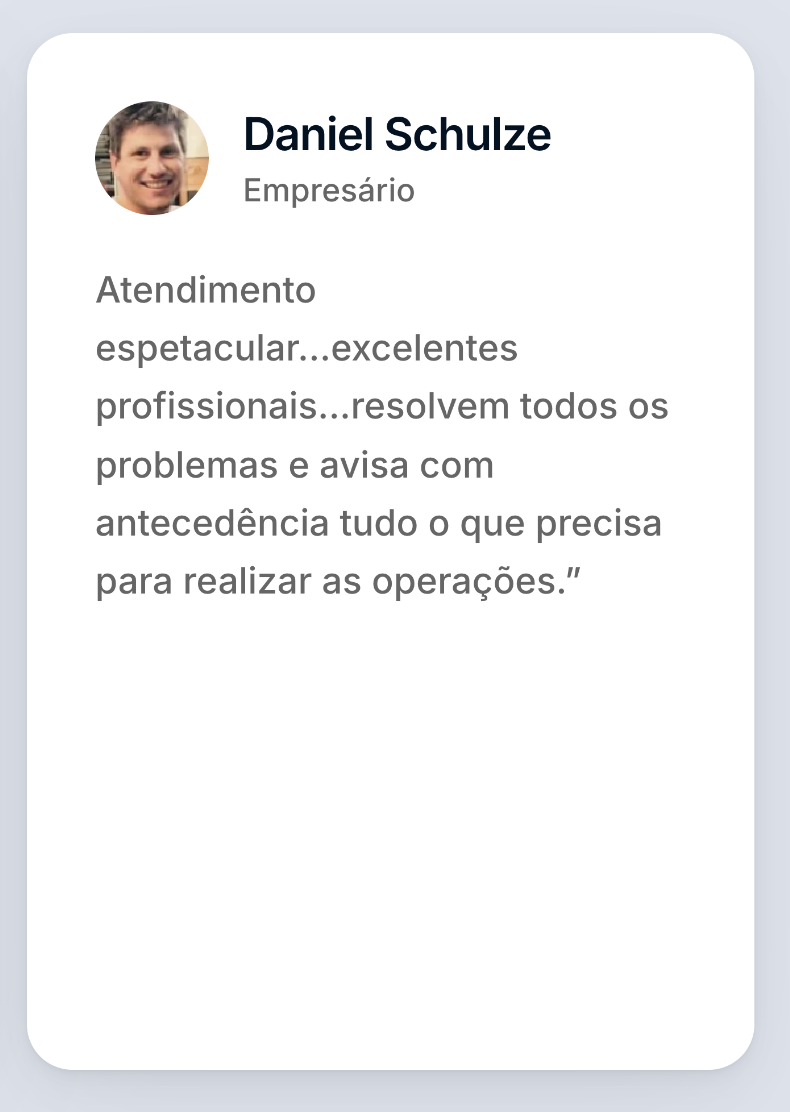 Daniel Schulze
Empresário
Atendimento
espetacular...excelentes
profissionais...resolvem todos os
problemas e avisa com
antecedência tudo o que precisa
para realizar as operações.”